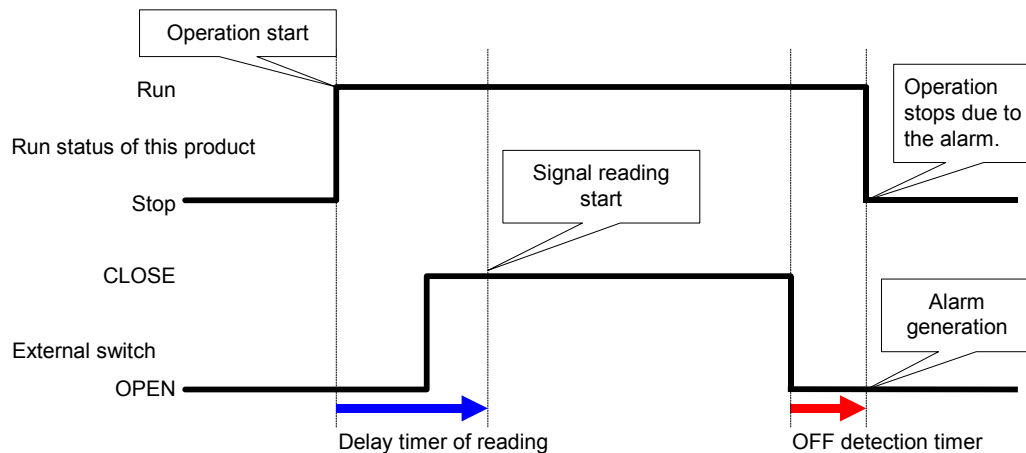 Operation start
Run
Operation
stops due to
the alarm.
Run status of this product
Signal reading
start
Stop
CLOSE
Alarm
generation
External switch
OPEN
Delay timer of reading
OFF detection timer